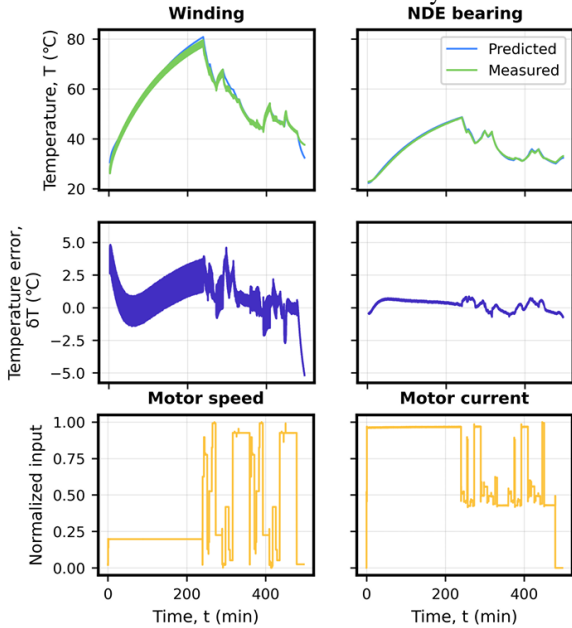 Winding
NDE bearing
Temperature, T (°C)
80
60
40
20
Predicted
Measured
Temperature error,
δT (°C)
5.0
2.5
0.0
−2.5
−5.0
Motor speed
Motor current
Normalized input
1.00
0.75
0.50
0.25
0.00
0
200
400
0
200
400
Time, t (min)
Time, t (min)